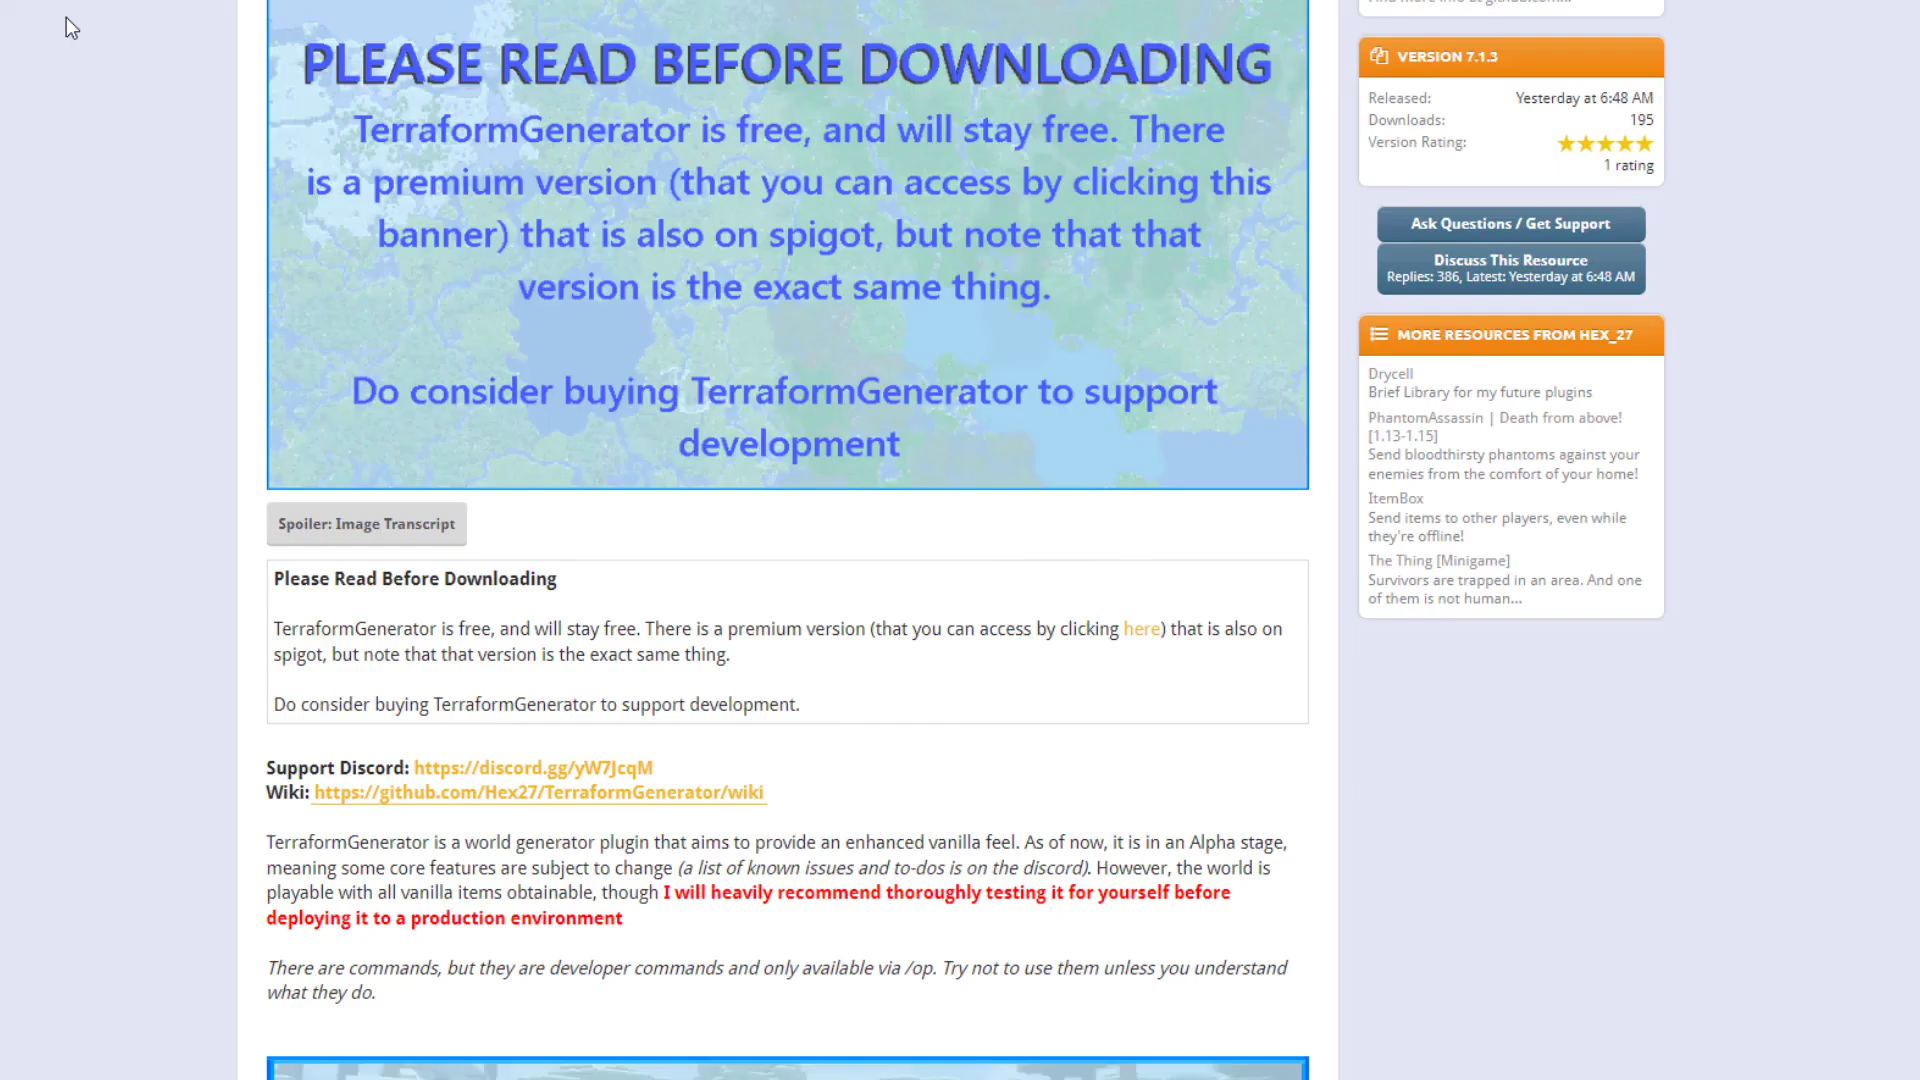 PLEASE READ BEFORE DOWNLOADING
TerraformGenerator is free, and will stay free. There
is a premium version (that you can access by clicking this
banner) that is also on spigot, but note that that
version is the exact same thing.
Do consider buying TerraformGenerator to support
development
Spoiler: Image Transcript
Please Read Before Downloading
TerraformGenerator is free, and will stay free. There is a premium version (that you can access by clicking here) that is also on
spigot, but note that that version is the exact same thing.
Do consider buying TerraformGenerator to support development.
Support Discord: https://discord.gg/yW7JcqM
Wiki: https://github.com/Hex27/TerraformGenerator/wiki
TerraformGenerator is a world generator plugin that aims to provide an enhanced vanilla feel. As of now, it is in an Alpha stage,
meaning some core features are subject to change (a list of known issues and to-dos is on the discord). However, the world is
playable with all vanilla items obtainable, though I will heavily recommend thoroughly testing it for yourself before
deploying it to a production environment
There are commands, but they are developer commands and only available via /op. Try not to use them unless you understand
what they do.
VERSION 7.1.3
Released: Yesterday at 6:48 AM
Downloads: 195
Version Rating:
1 rating
Ask Questions / Get Support
Discuss This Resource
Replies: 386, Latest: Yesterday at 6:48 AM
MORE RESOURCES FROM HEX_27
Drycell
Brief Library for my future plugins
PhantomAssassin | Death from above!
[1.13-1.15]
Send bloodthirsty phantoms against your
enemies from the comfort of your home!
ItemBox
Send items to other players, even while
they're offline!
The Thing [Minigame]
Survivors are trapped in an area. And one
of them is not human...